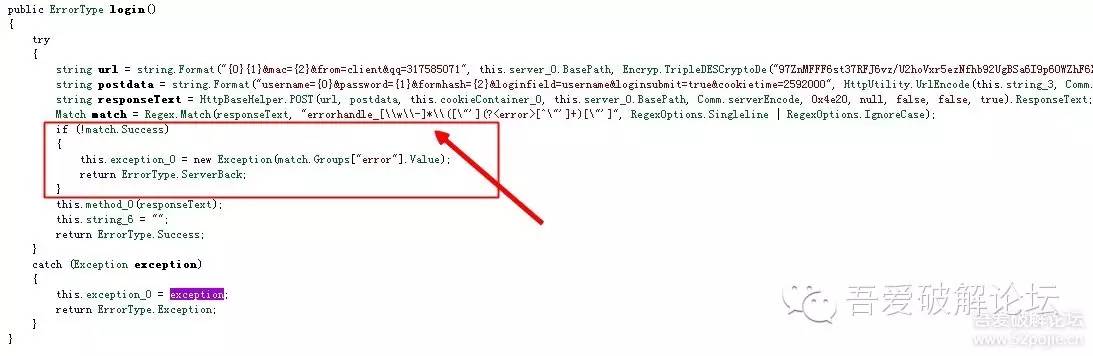 public ErrorType login()
{
try
{
string url = string.Format("{0}{1}&mac={2}&from=client&qq=317585071", this.server_0.BasePath, Encryp.TripleDESCryptoDe("97ZnMFFF6st37RFJ6vz/U2hoVxr5ezNfhb92UgBSa6I9p6OWZhF6X
string postdata = string.Format("username={0}&password={1}&formhash={2}&loginfield=username&loginsubmit=true&cookietime=2592000", HttpUtility.UrlEncode(this.string_3, Comm.
string responseText = HttpBaseHelper.POST(url, postdata, this.cookieContainer_0, this.server_0.BasePath, Comm.serverEncode, 0x4e20, null, false, false, true).ResponseText;
Match match = Regex.Match(responseText, "errorhandle_[\\w\\-]*\\([\"'](?<error>[^\"']+)[\"']", RegexOptions.Singleline | RegexOptions.IgnoreCase);
if (!match.Success)
{
this.exception_0 = new Exception(match.Groups["error"].Value);
return ErrorType.ServerBack;
}
this.method_0(responseText);
this.string_6 = "";
return ErrorType.Success;
}
catch (Exception exception)
{
this.exception_0 = exception;
return ErrorType.Exception;
}
}
吾爱破解论坛
吾爱破解论坛
www.52pojie.cn